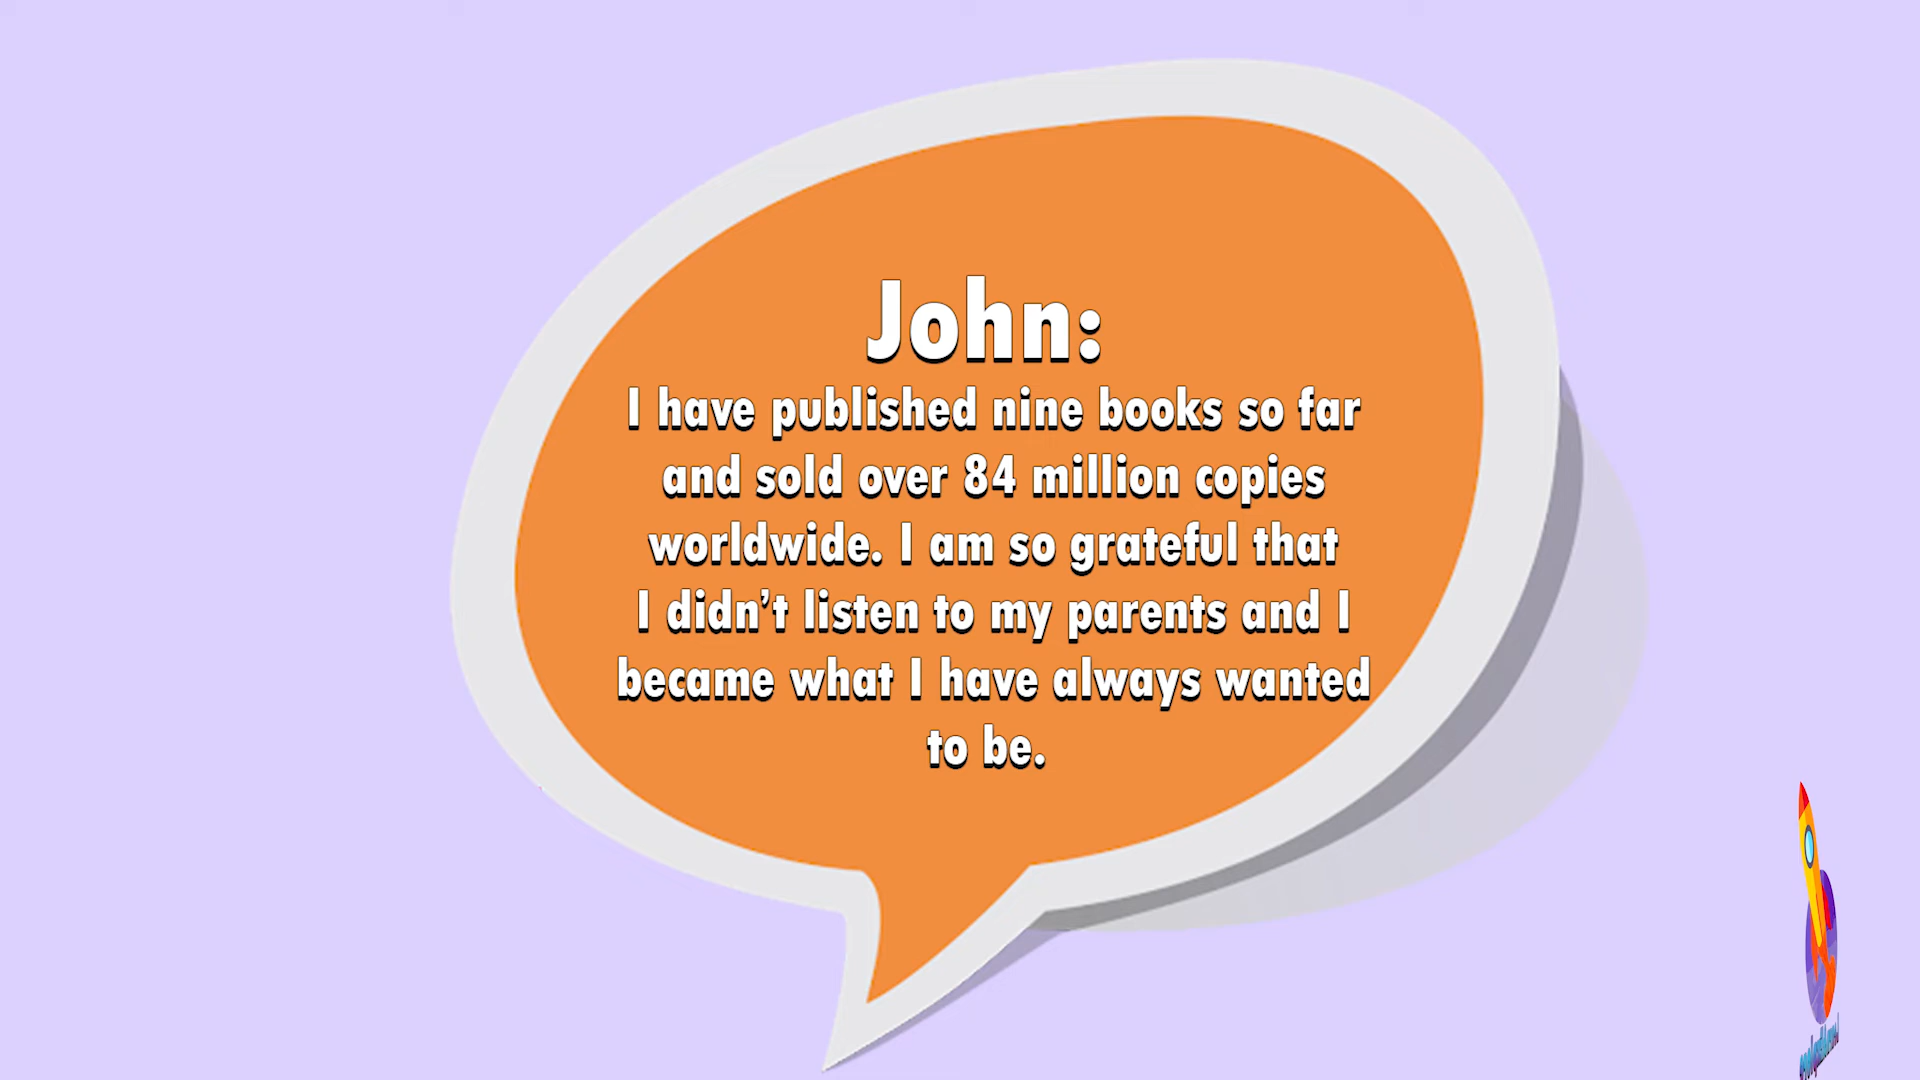 John:
I have published nine books so far
and sold over 84 million copies
worldwide. I am so grateful that
I didn’t listen to my parents and I
became what I have always wanted
to be.